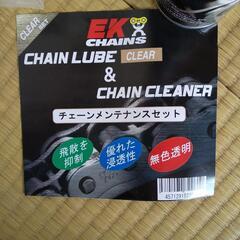 CLEAR
SET
EK
CHAINS
CHAIN LUBE CLEAR
&
CHAIN CLEANER
チェーンメンテナンスセット
飛散を
抑制
優れた
浸透性
無色透明